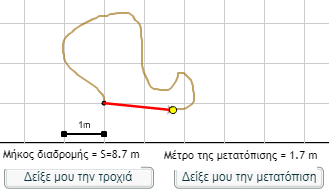 1m
Μήκος διαδρομής = S=8.7 m Μέτρο της μετατόπισης = 1.7 m
Δείξε μου την τροχιά Δείξε μου την μετατόπιση